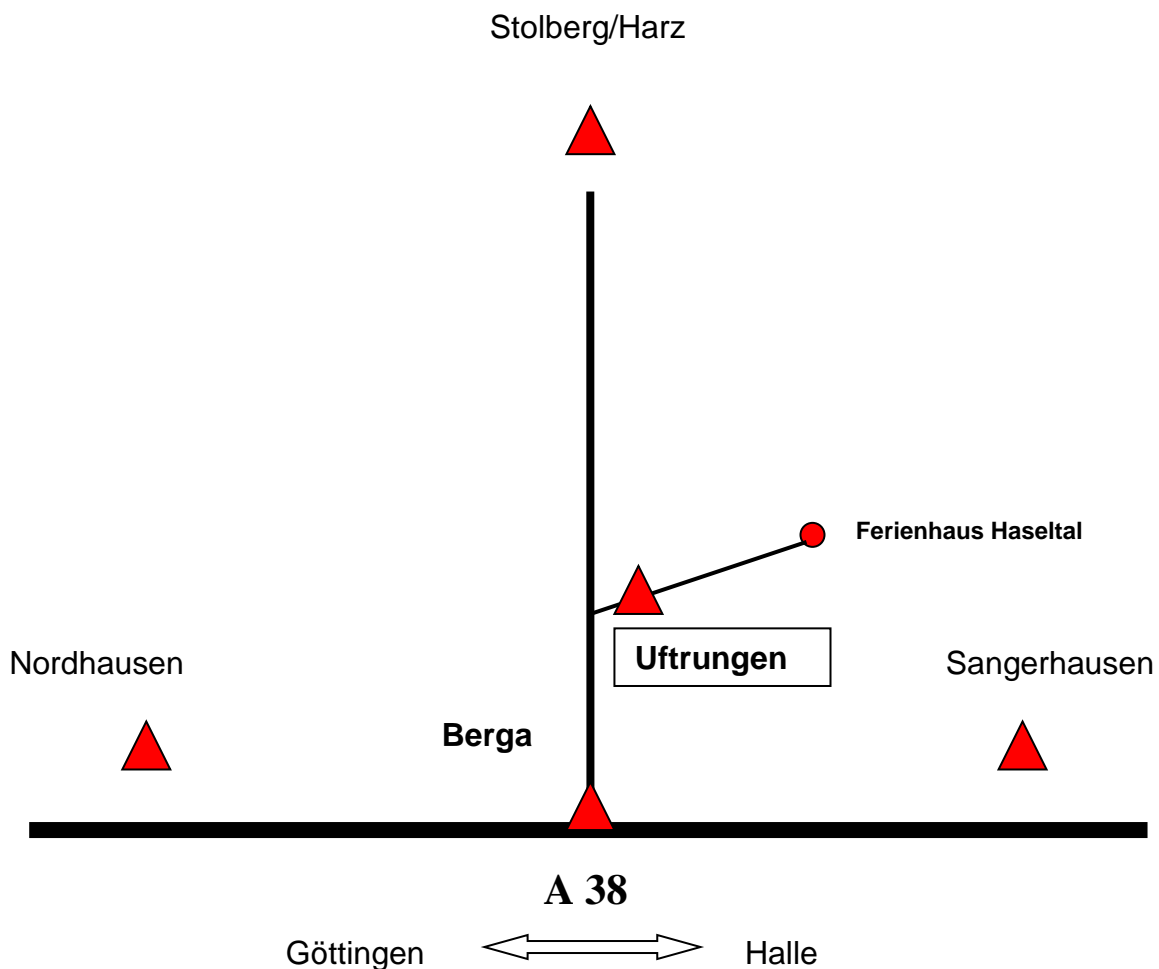 Stolberg/Harz
Ferienhaus Haseltal
Uftrungen
Nordhausen
Sangerhausen
Berga
A 38
Göttingen
Halle